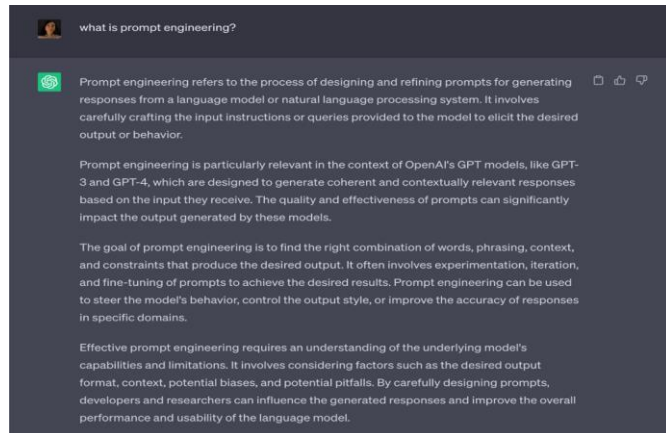 what is prompt engineering?
Prompt engineering refers to the process of designing and refining prompts for generating
responses from a language model or natural language processing system. It involves
carefully crafting the input instructions or queries provided to the model to elicit the desired
output or behavior.
Prompt engineering is particularly relevant in the context of OpenAI's GPT models, like GPT-
3 and GPT-4, which are designed to generate coherent and contextually relevant responses
based on the input they receive. The quality and effectiveness of prompts can significantly
impact the output generated by these models.
The goal of prompt engineering is to find the right combination of words, phrasing, context,
and constraints that produce the desired output. It often involves experimentation, iteration,
and fine-tuning of prompts to achieve the desired results. Prompt engineering can be used
to steer the model's behavior, control the output style, or improve the accuracy of responses
in specific domains.
Effective prompt engineering requires an understanding of the underlying model's
capabilities and limitations. It involves considering factors such as the desired output
format, context, potential biases, and potential pitfalls. By carefully designing prompts,
developers and researchers can influence the generated responses and improve the overall
performance and usability of the language model.